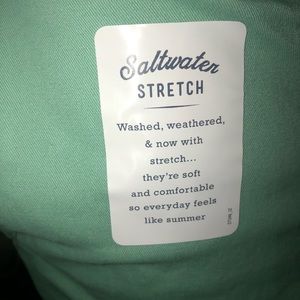 Saltwater
STRETCH
Washed, weathered,
& now with
stretch...
they're soft
and comfortable
so everyday feels
like summer